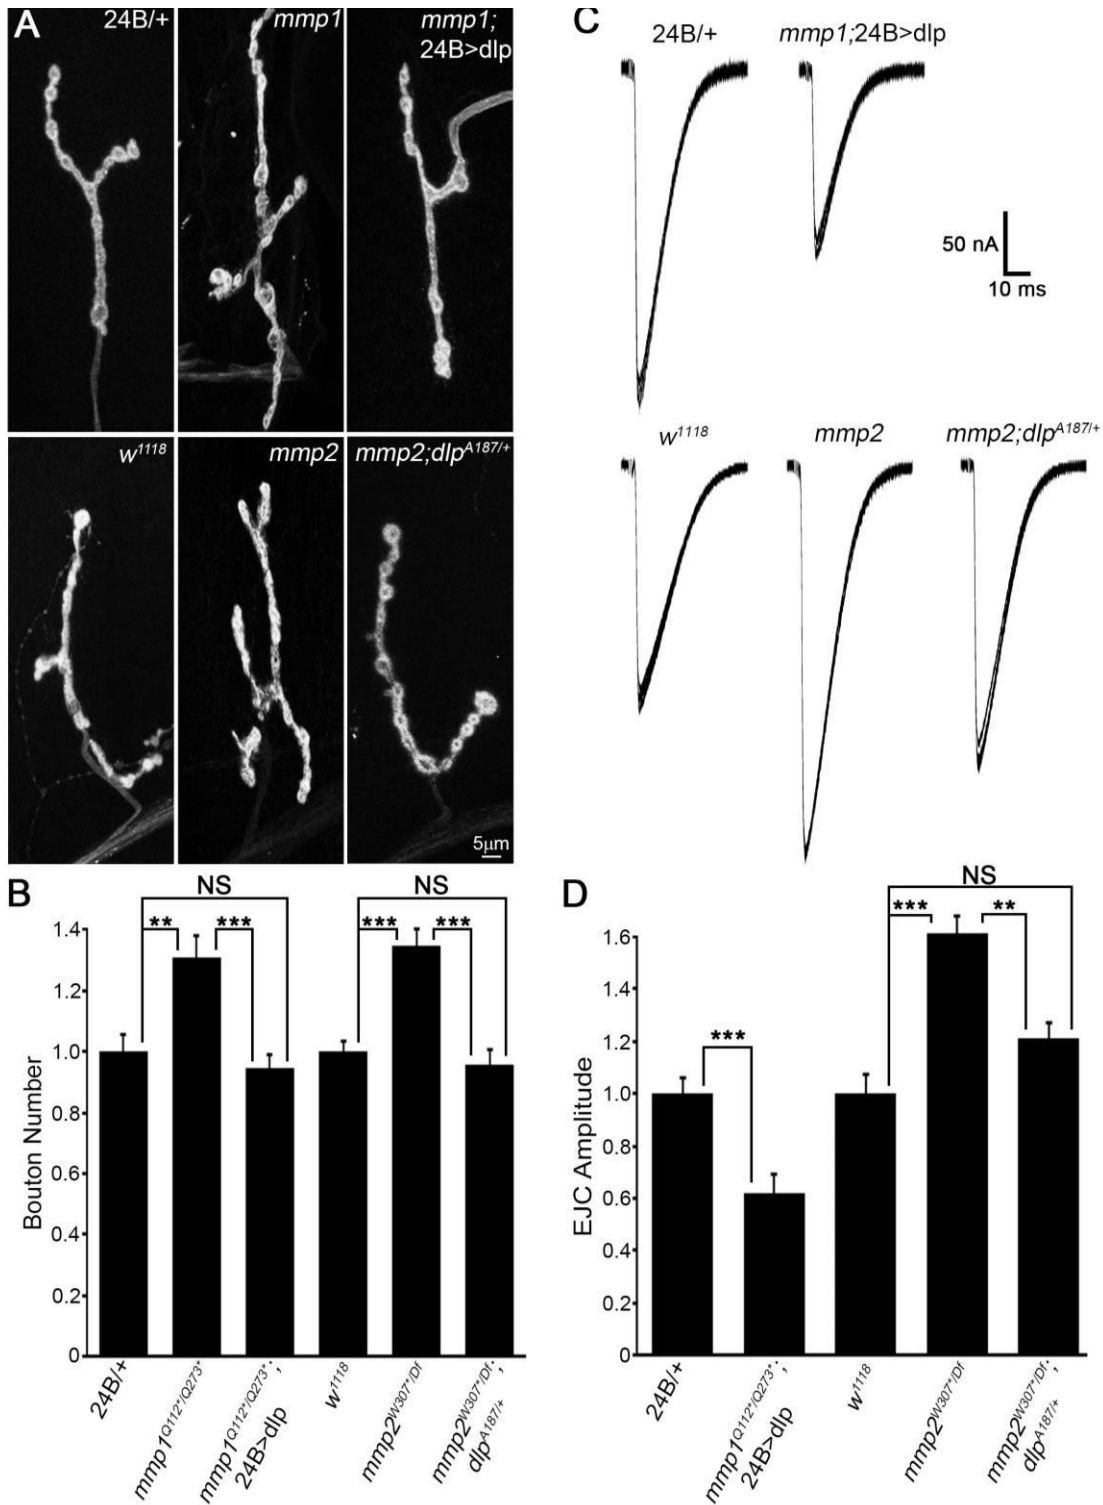 A
24B/+
mmp1
mmp1;
24B>dlp
w1118
mmp2
mmp2;dlpA187/+
5μm
C
24B/+
mmp1;24B>dlp
50 nA
10 ms
w1118
mmp2
mmp2;dlpA187/+
B
NS
NS
**
***
***
***
Bouton Number
1.4
1.2
1.0
0.8
0.6
0.4
0.2
0
24B/+
mmp1Q112*/Q273*
mmp1Q112*/Q273*;
24B>dlp
w1118
mmp2W307*/Df
mmp2W307*/Df;
dlpA187/+
D
NS
***
**
***
EJC Amplitude
1.6
1.4
1.2
1.0
0.8
0.6
0.4
0.2
0
24B/+
mmp1Q112*/Q273*;
24B>dlp
w1118
mmp2W307*/Df
mmp2W307*/Df;
dlpA187/+